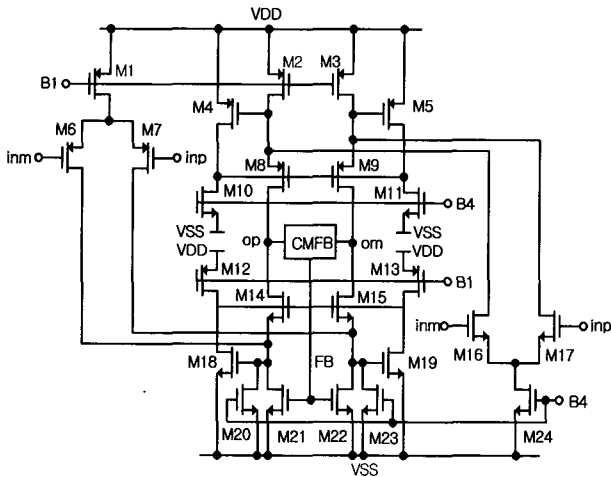 VDD
M1 M2 M3
B1 M4 M5
M6 M7
inm inp M8 M9
M10 M11 B4
VSS op CMFB om VSS
VDD VDD
M12 M13 B1
M14 M15 inm inp
M16 M17
M18 FB M19
B4
M20 M21 M22 M23 M24
VSS